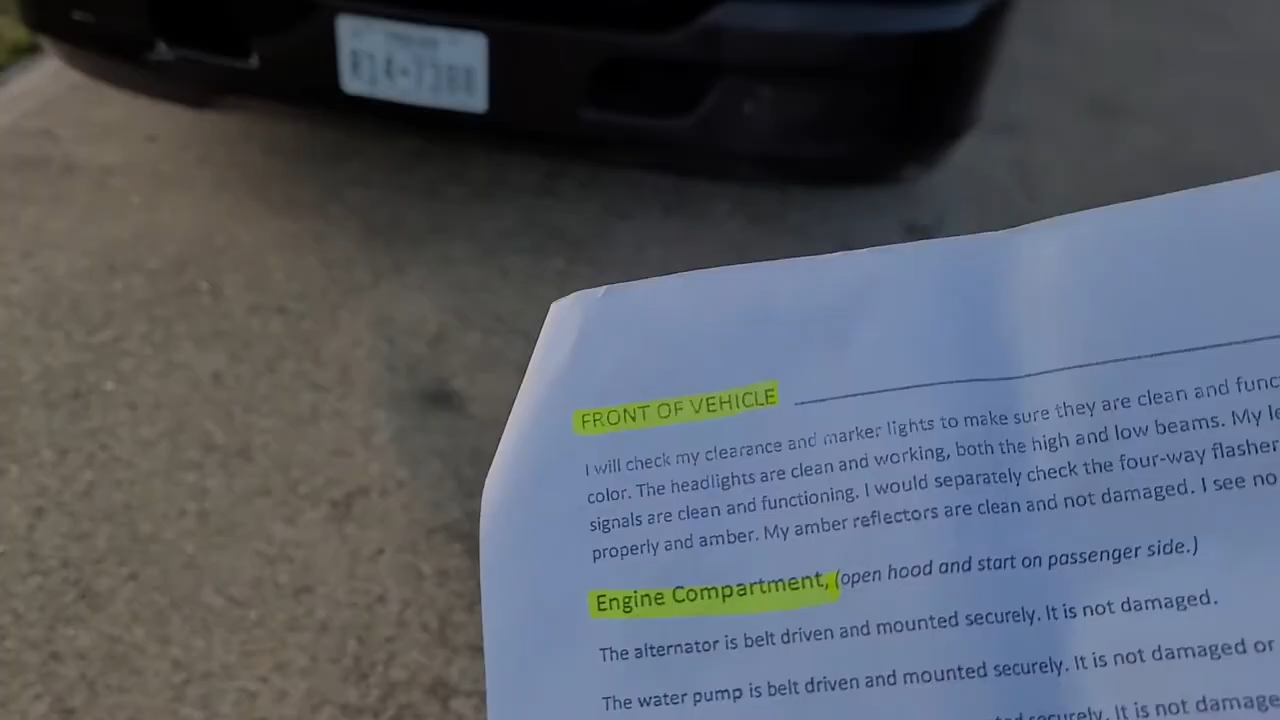 FRONT OF VEHICLE
I will check my clearance and marker lights to make sure they are clean and func
color. The headlights are clean and working, both the high and low beams. My le
signals are clean and functioning. I would separately check the four-way flasher
properly and amber. My amber reflectors are clean and not damaged. I see no
Engine Compartment, (open hood and start on passenger side.)
The alternator is belt driven and mounted securely. It is not damaged.
The water pump is belt driven and mounted securely. It is not damaged or
securely. It is not damage